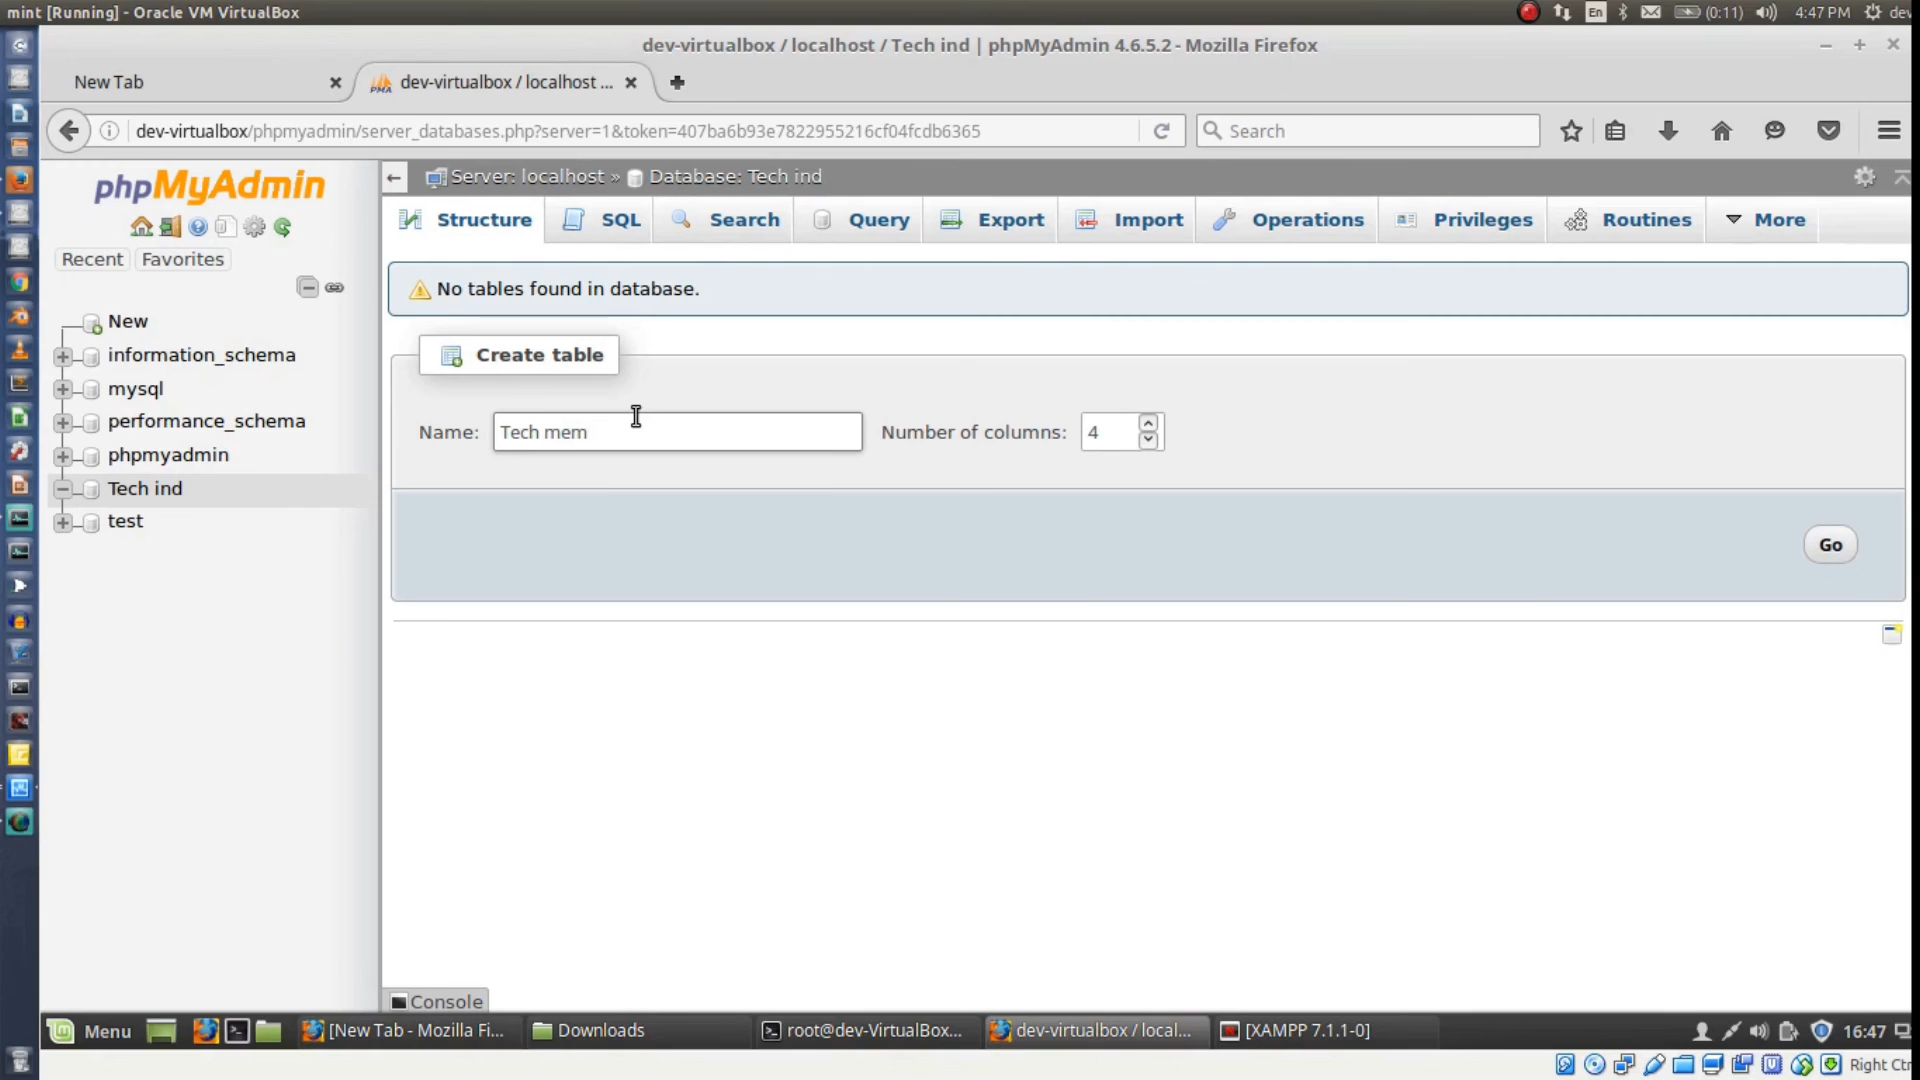 mint [Running] - Oracle VM VirtualBox
En
(0:11)
4:47 PM
dev
dev-virtualbox / localhost / Tech ind | phpMyAdmin 4.6.5.2 - Mozilla Firefox
New Tab
PMA
dev-virtualbox / localhost ...
dev-virtualbox/phpmyadmin/server_databases.php?server=1&token=407ba6b93e7822955216cf04fcdb6365
Search
phpMyAdmin
Recent
Favorites
New
information_schema
mysql
performance_schema
phpmyadmin
Tech ind
test
Server: localhost » Database: Tech ind
Structure
SQL
Search
Query
Export
Import
Operations
Privileges
Routines
More
No tables found in database.
Create table
Name:
Tech mem
Number of columns:
4
Go
Console
Menu
[New Tab - Mozilla Fi...
Downloads
root@dev-VirtualBox...
dev-virtualbox / local...
[XAMPP 7.1.1-0]
16:47
Right Ctr